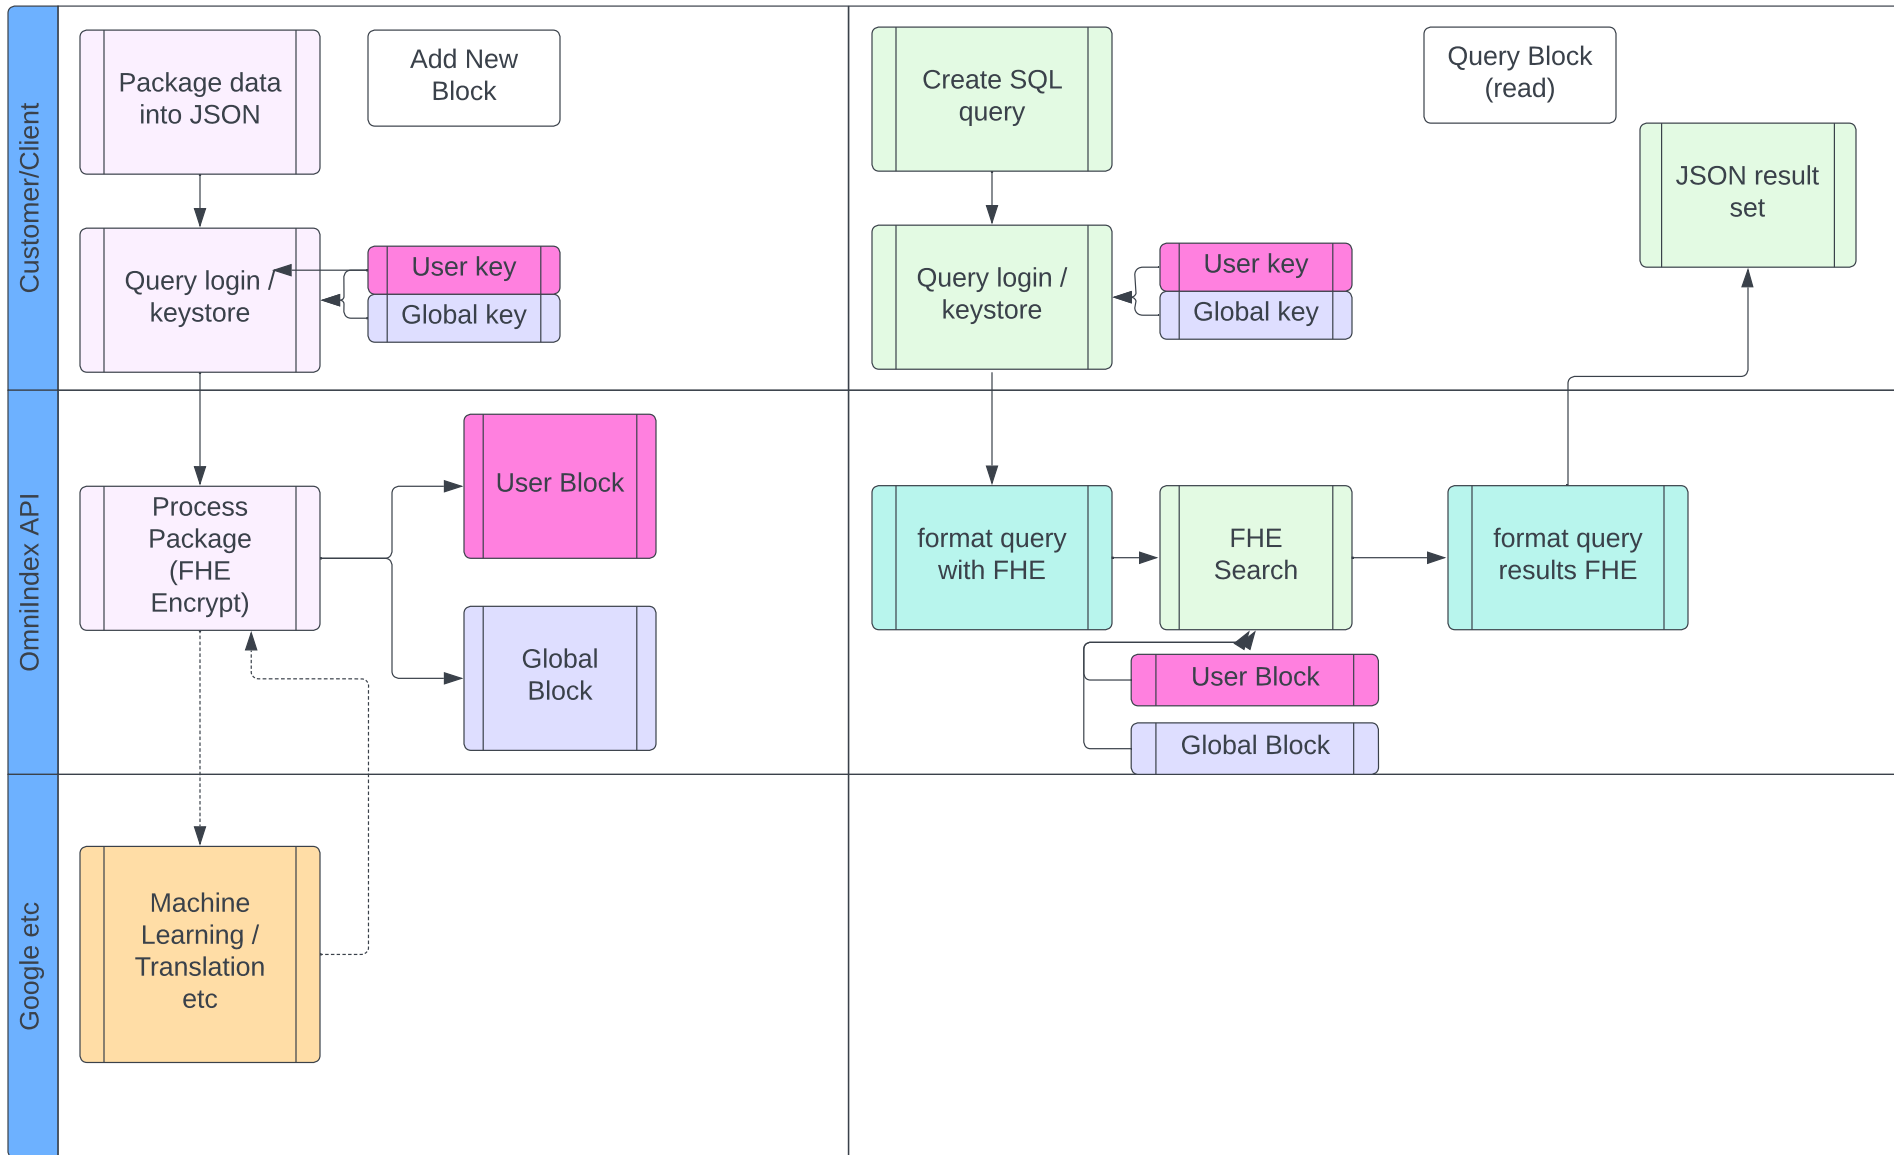 Customer/Client
Package data
into JSON
Add New
Block
Query login /
keystore
User key
Global key
Create SQL
query
Query Block
(read)
JSON result
set
Query login /
keystore
User key
Global key
OmniIndex API
Process
Package
(FHE
Encrypt)
User Block
Global
Block
format query
with FHE
FHE
Search
format query
results FHE
User Block
Global Block
Google etc
Machine
Learning /
Translation
etc